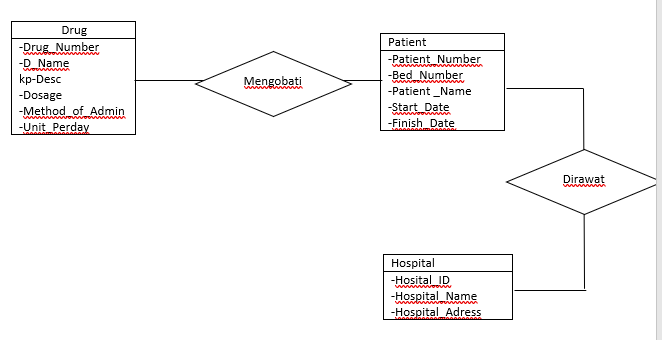 Drug
-Drug_Number
-D_Name
kp-Desc
-Dosage
-Method_of_Admin
-Unit_Perday
Mengobati
Patient
-Patient_Number
-Bed_Number
-Patient _Name
-Start_Date
-Finish_Date
Dirawat
Hospital
-Hosital_ID
-Hospital_Name
-Hospital_Adress